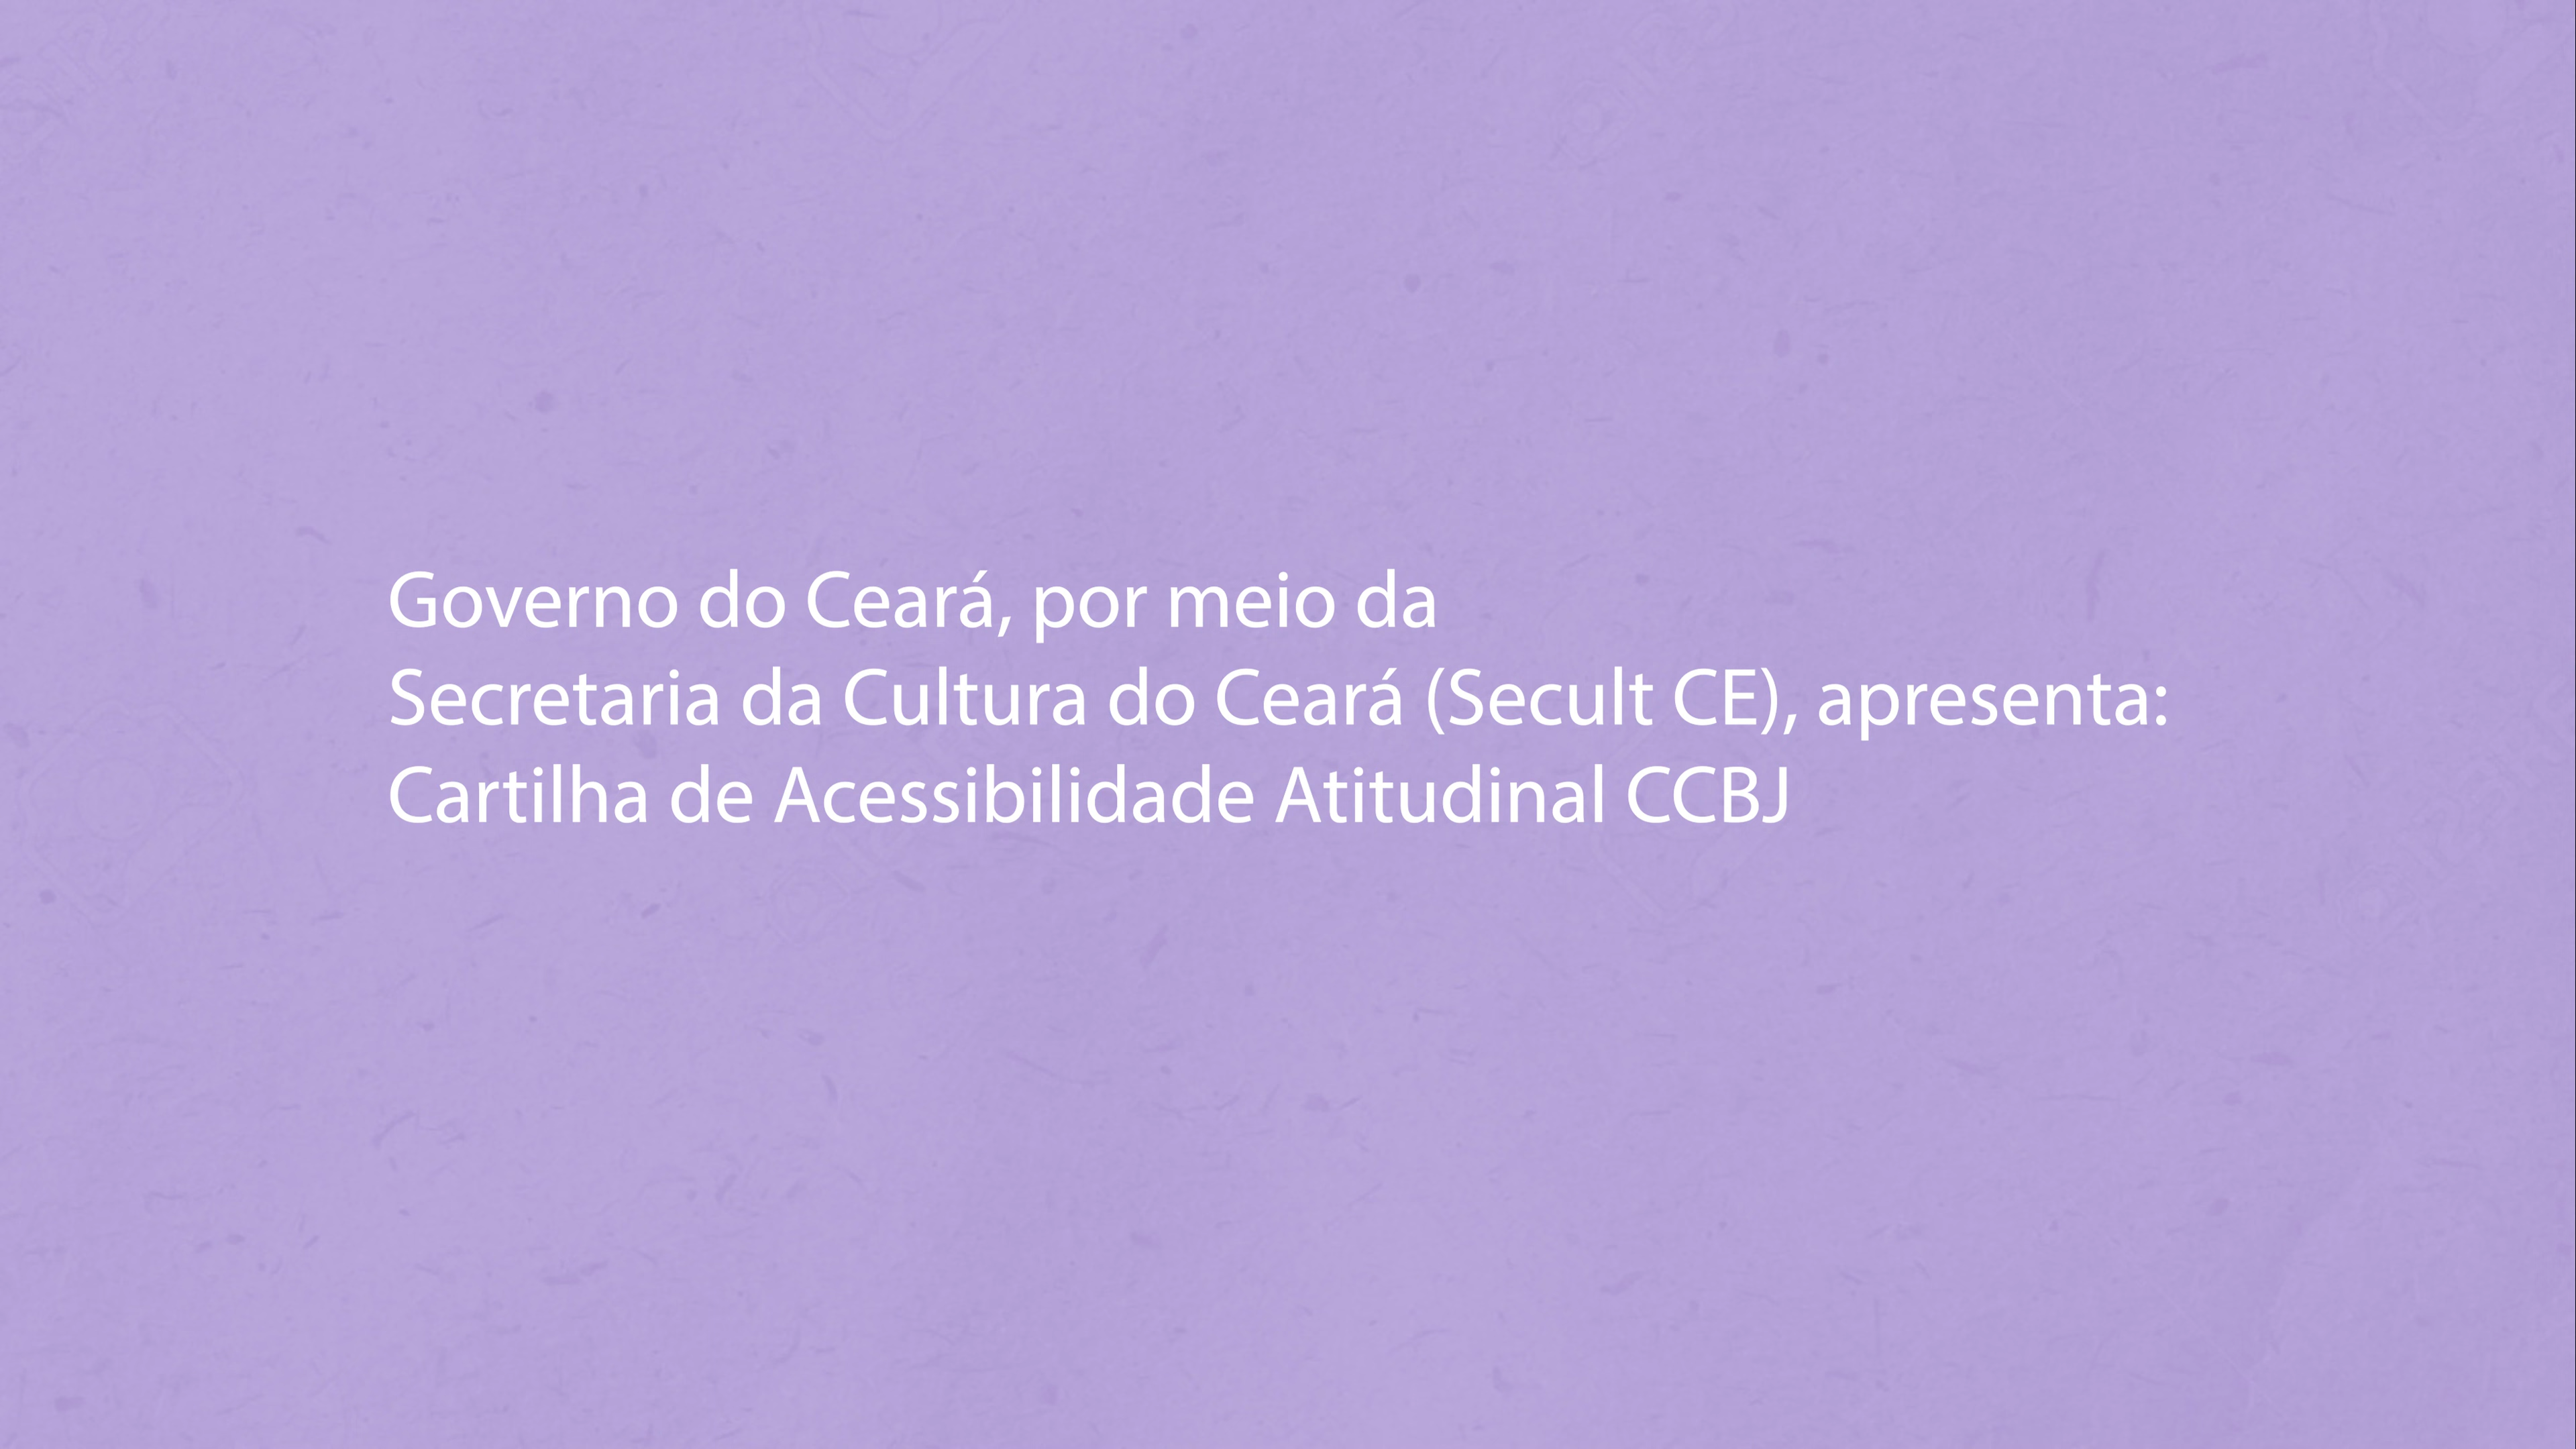 Governo do Ceará, por meio da
Secretaria da Cultura do Ceará (Secult CE), apresenta:
Cartilha de Acessibilidade Atitudinal CCBJ